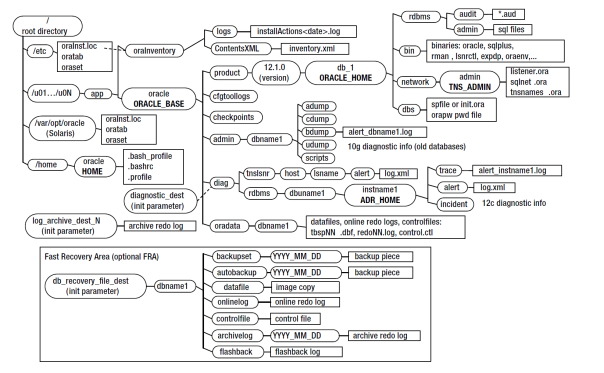 /
root directory
/etc
oraInst.loc
oratab
oraset
oraInventory
logs
installActions<date>.log
ContentsXML
inventory.xml
rdbms
audit
*.aud
admin
sql files
bin
binaries: oracle, sqlplus,
rman , lsnrctl, expdp, oraenv,...
network
admin
TNS_ADMIN
listener.ora
sqlnet .ora
tnsnames .ora
dbs
spfile or init.ora
orapw pwd file
/u01.../u0N
app
oracle
ORACLE_BASE
product
12.1.0
(version)
db_1
ORACLE_HOME
cfgtoollogs
checkpoints
/var/opt/oracle
(Solaris)
oraInst.loc
oratab
oraset
admin
dbname1
adump
cdump
bdump
alert_dbname1.log
udump
10g diagnostic info (old databases)
scripts
/home
oracle
HOME
.bash_profile
.bashrc
.profile
diagnostic_dest
(init parameter)
diag
tnslsnr
host
lsname
alert
log.xml
rdbms
dbuname1
instname1
ADR_HOME
trace
alert_instname1.log
alert
log.xml
incident
12c diagnostic info
log_archive_dest_N
(init parameter)
archive redo log
oradata
dbname1
datafiles, online redo logs, controlfiles:
tbspNN .dbf, redoNN.log, control.ctl
Fast Recovery Area (optional FRA)
db_recovery_file_dest
(init parameter)
dbname1
backupset
YYYY_MM_DD
backup piece
autobackup
YYYY_MM_DD
backup piece
datafile
image copy
onlinelog
online redo log
controlfile
control file
archivelog
YYYY_MM_DD
archive redo log
flashback
flashback log